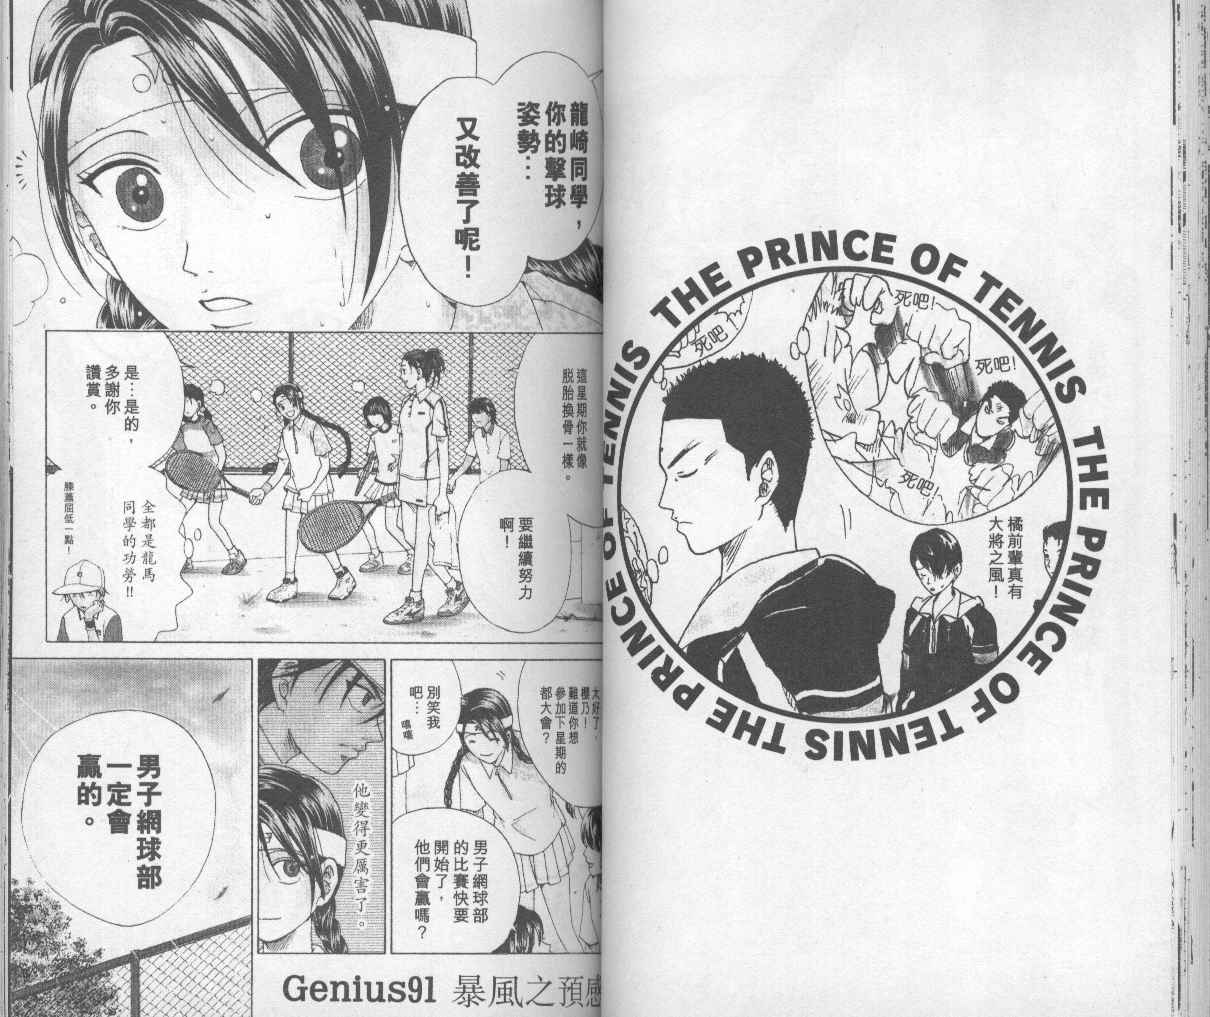 THE PRINCE OF TENNIS THE PRINCE OF TENNIS THE PRINCE OF TENNIS
死吧!
死吧!
死吧!
死吧!
橘前輩真有
大將之風!
龍崎同學,
你的擊球
姿勢…
又改善了呢!
這星期你就像
脫胎換骨一樣。
要繼續努力
啊!
是…是的,
多謝你
讚賞。
全都是龍馬
同學的功勞!!
膝蓋屈低一點!
太好了,
櫻乃!
難道你想
參加下星期的
都大會?
別笑我
吧…
嘻嘻
男子網球部
的比賽快要
開始了,
他們會贏嗎?
他變得更厲害了。
男子網球部
一定會
贏的。
Genius91 暴風之預感